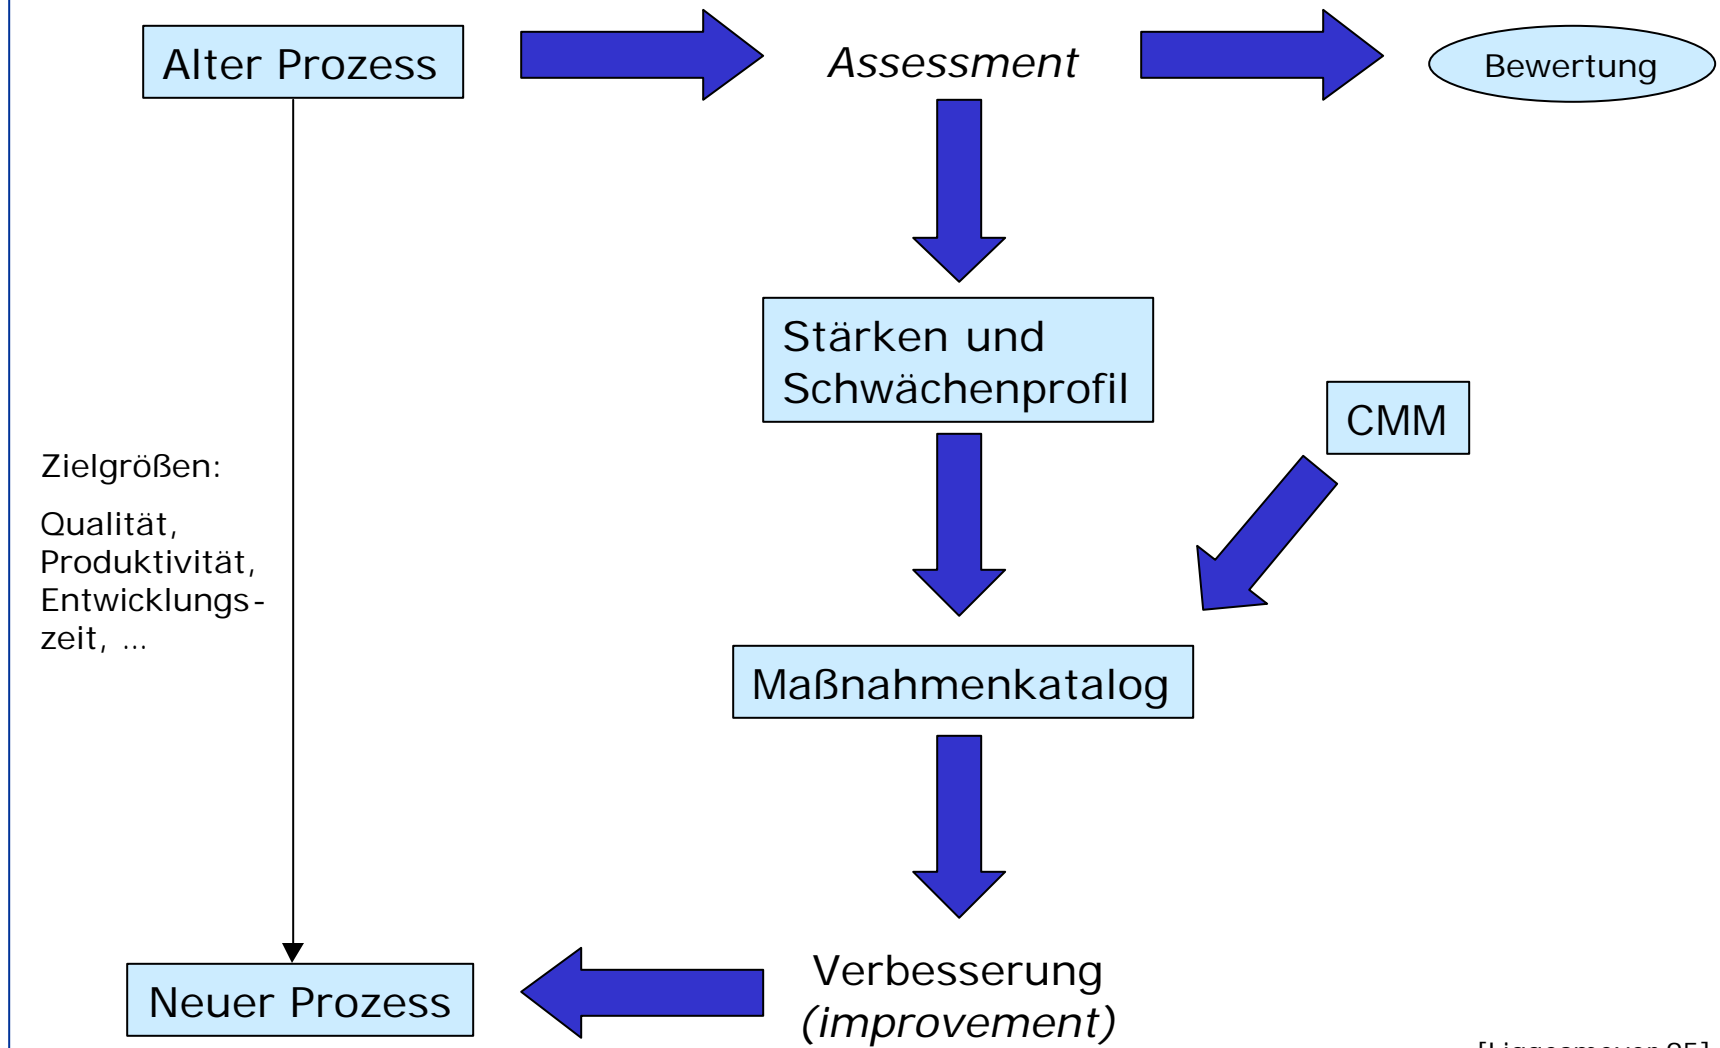 Alter Prozess
Assessment
Bewertung
Stärken und
Schwächenprofil
CMM
Zielgrößen:
Qualität,
Produktivität,
Entwicklungs-
zeit, ...
Maßnahmenkatalog
Neuer Prozess
Verbesserung
(improvement)